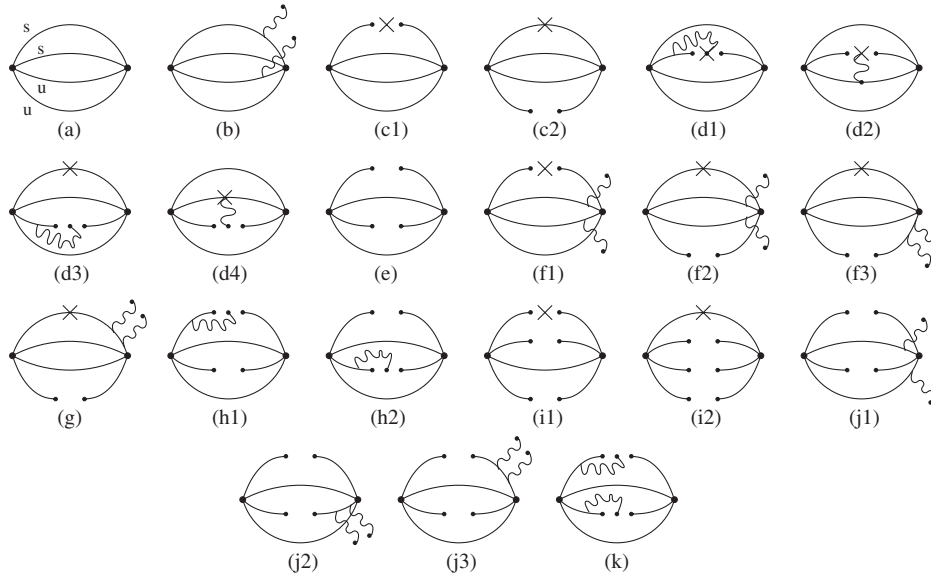 s
s
u
u
(a) (b) (c1) (c2) (d1) (d2)
(d3) (d4) (e) (f1) (f2) (f3)
(g) (h1) (h2) (i1) (i2) (j1)
(j2) (j3) (k)